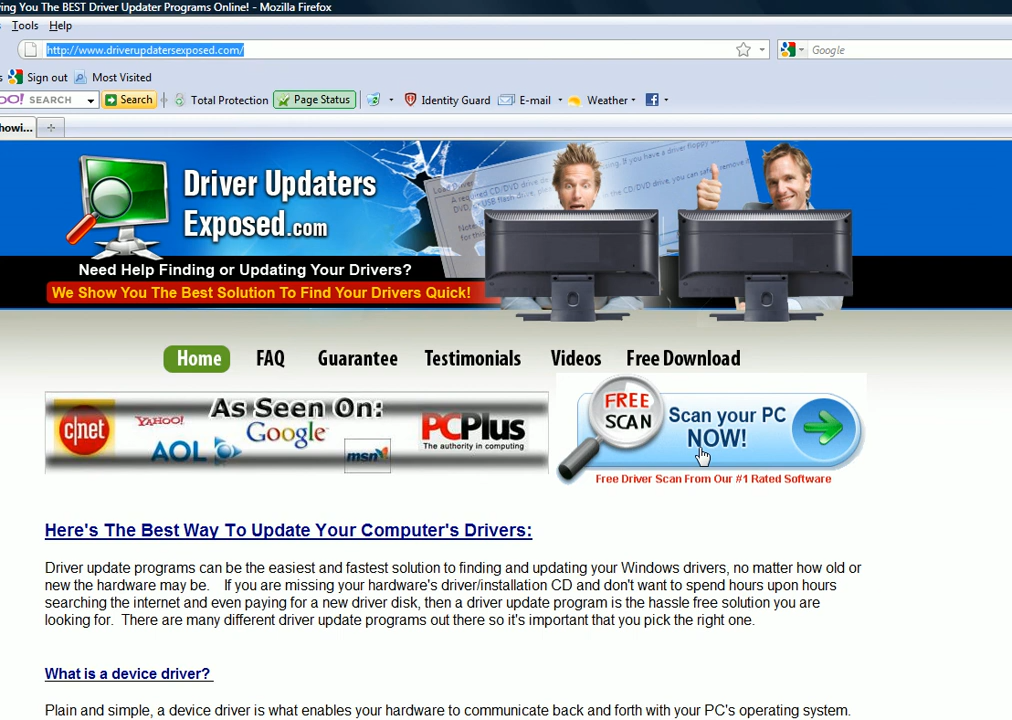 ing You The BEST Driver Updater Programs Online! - Mozilla Firefox
Tools Help
http://www.driverupdatersexposed.com/
Google
Sign out Most Visited
OO! SEARCH Search Total Protection Page Status Identity Guard E-mail Weather
howi...
Driver Updaters
Exposed.com
Need Help Finding or Updating Your Drivers?
We Show You The Best Solution To Find Your Drivers Quick!
Home FAQ Guarantee Testimonials Videos Free Download
As Seen On:
c|net YAHOO! AOL Google msn PCPlus
The authority in computing
FREE SCAN
Scan your PC
NOW!
Free Driver Scan From Our #1 Rated Software
Here's The Best Way To Update Your Computer's Drivers:
Driver update programs can be the easiest and fastest solution to finding and updating your Windows drivers, no matter how old or
new the hardware may be. If you are missing your hardware's driver/installation CD and don't want to spend hours upon hours
searching the internet and even paying for a new driver disk, then a driver update program is the hassle free solution you are
looking for. There are many different driver update programs out there so it's important that you pick the right one.
What is a device driver?
Plain and simple, a device driver is what enables your hardware to communicate back and forth with your PC's operating system.